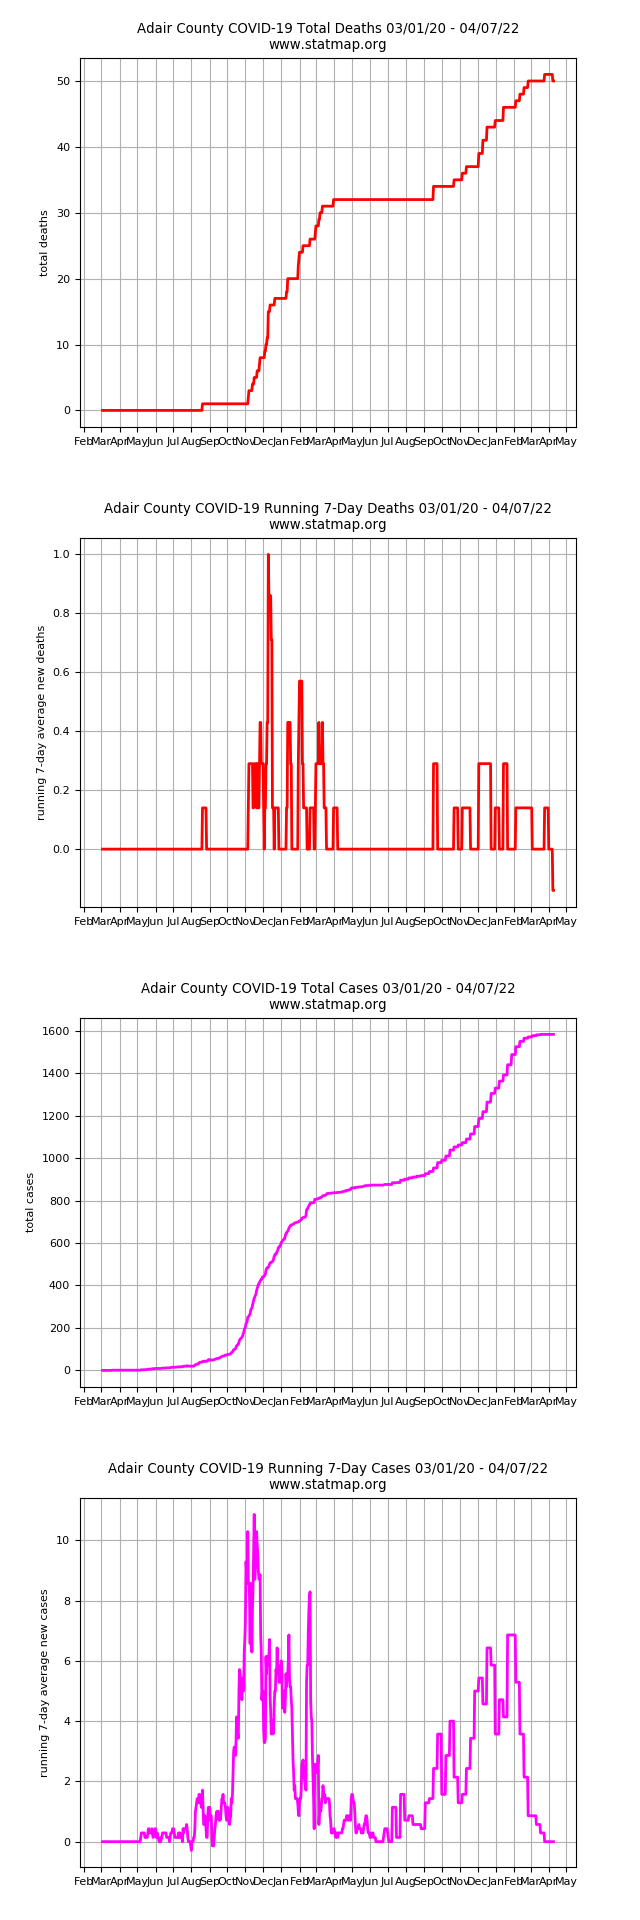 Adair County COVID-19 Total Deaths 03/01/20 - 04/07/22
www.statmap.org
50
40
30
20
10
0
total deaths
Feb Mar Apr May Jun Jul Aug Sep Oct Nov Dec Jan Feb Mar Apr May Jun Jul Aug Sep Oct Nov Dec Jan Feb Mar Apr May
Adair County COVID-19 Running 7-Day Deaths 03/01/20 - 04/07/22
www.statmap.org
1.0
0.8
0.6
0.4
0.2
0.0
running 7-day average new deaths
Feb Mar Apr May Jun Jul Aug Sep Oct Nov Dec Jan Feb Mar Apr May Jun Jul Aug Sep Oct Nov Dec Jan Feb Mar Apr May
Adair County COVID-19 Total Cases 03/01/20 - 04/07/22
www.statmap.org
1600
1400
1200
1000
800
600
400
200
0
total cases
Feb Mar Apr May Jun Jul Aug Sep Oct Nov Dec Jan Feb Mar Apr May Jun Jul Aug Sep Oct Nov Dec Jan Feb Mar Apr May
Adair County COVID-19 Running 7-Day Cases 03/01/20 - 04/07/22
www.statmap.org
10
8
6
4
2
0
running 7-day average new cases
Feb Mar Apr May Jun Jul Aug Sep Oct Nov Dec Jan Feb Mar Apr May Jun Jul Aug Sep Oct Nov Dec Jan Feb Mar Apr May